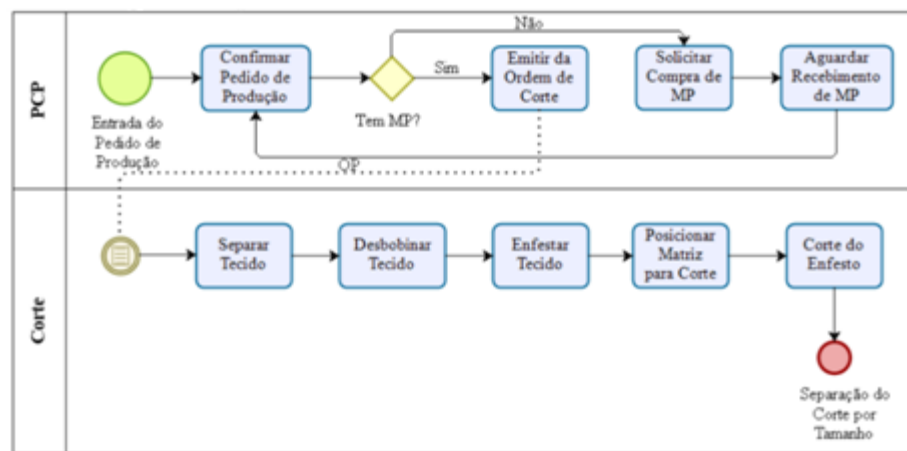 PCP
Entrada do
Pedido de
Produção
Confirmar
Pedido de
Produção
Tem MP?
Não
Sim
Emitir da
Ordem de
Corte
Solicitar
Compra de
MP
Aguardar
Recebimento
de MP
OP
Corte
Separar
Tecido
Desbobinar
Tecido
Enfestar
Tecido
Posicionar
Matriz
para Corte
Corte do
Enfesto
Separação do
Corte por
Tamanho